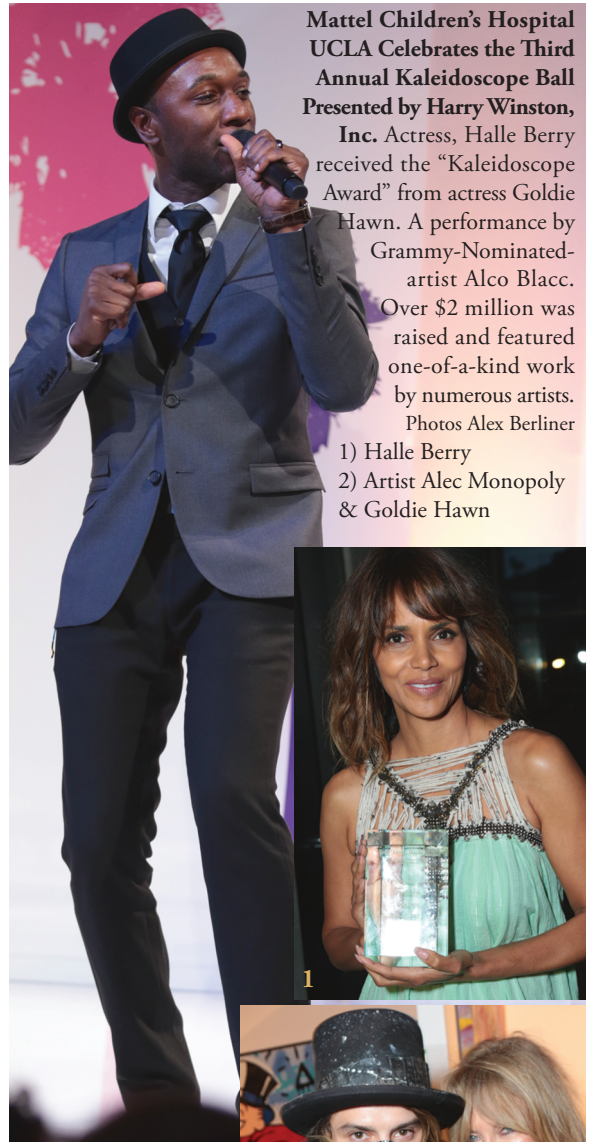 Mattel Children's Hospital
UCLA Celebrates the Third
Annual Kaleidoscope Ball
Presented by Harry Winston,
Inc. Actress, Halle Berry
received the “Kaleidoscope
Award” from actress Goldie
Hawn. A performance by
Grammy-Nominated-
artist Alco Blacc.
Over $2 million was
raised and featured
one-of-a-kind work
by numerous artists.
Photos Alex Berliner
1) Halle Berry
2) Artist Alec Monopoly
& Goldie Hawn
1